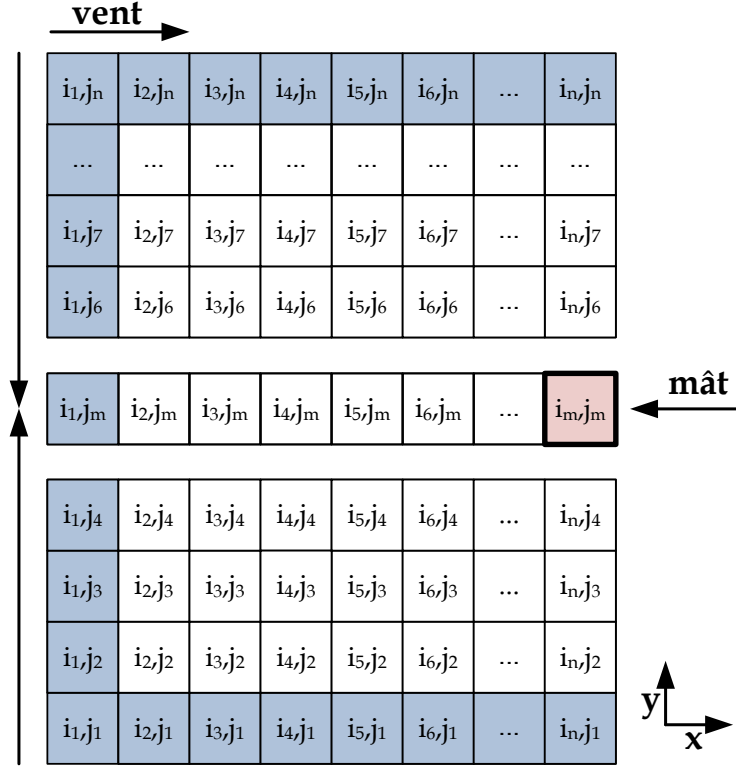 vent
i₁,jₙ i₂,jₙ i₃,jₙ i₄,jₙ i₅,jₙ i₆,jₙ ... iₙ,jₙ
... ... ... ... ... ... ... ...
i₁,j₇ i₂,j₇ i₃,j₇ i₄,j₇ i₅,j₇ i₆,j₇ ... iₙ,j₇
i₁,j₆ i₂,j₆ i₃,j₆ i₄,j₆ i₅,j₆ i₆,j₆ ... iₙ,j₆
i₁,jₘ i₂,jₘ i₃,jₘ i₄,jₘ i₅,jₘ i₆,jₘ ... iₘ,jₘ mât
i₁,j₄ i₂,j₄ i₃,j₄ i₄,j₄ i₅,j₄ i₆,j₄ ... iₙ,j₄
i₁,j₃ i₂,j₃ i₃,j₃ i₄,j₃ i₅,j₃ i₆,j₃ ... iₙ,j₃
i₁,j₂ i₂,j₂ i₃,j₂ i₄,j₂ i₅,j₂ i₆,j₂ ... iₙ,j₂
i₁,j₁ i₂,j₁ i₃,j₁ i₄,j₁ i₅,j₁ i₆,j₁ ... iₙ,j₁
y
x